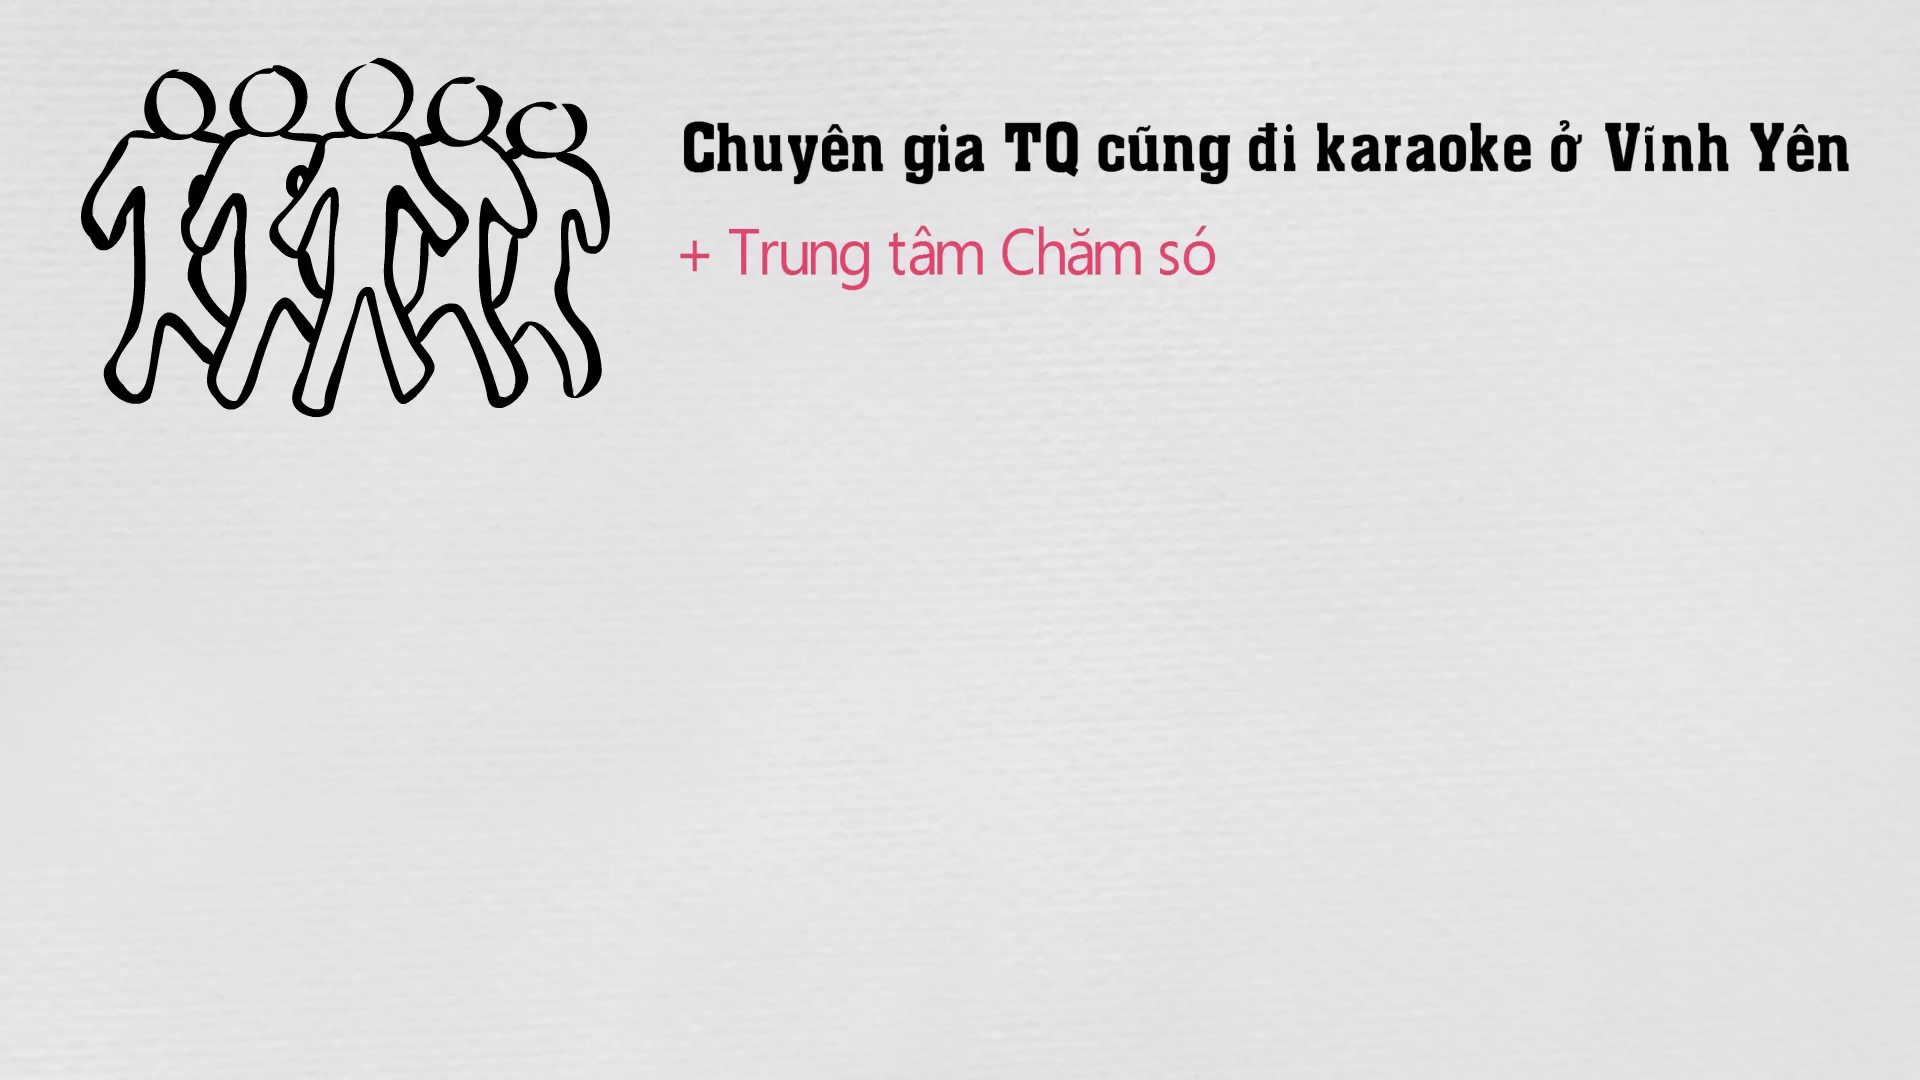 Chuyên gia TQ cũng đi karaoke ở Vĩnh Yên
+ Trung tâm Chăm só